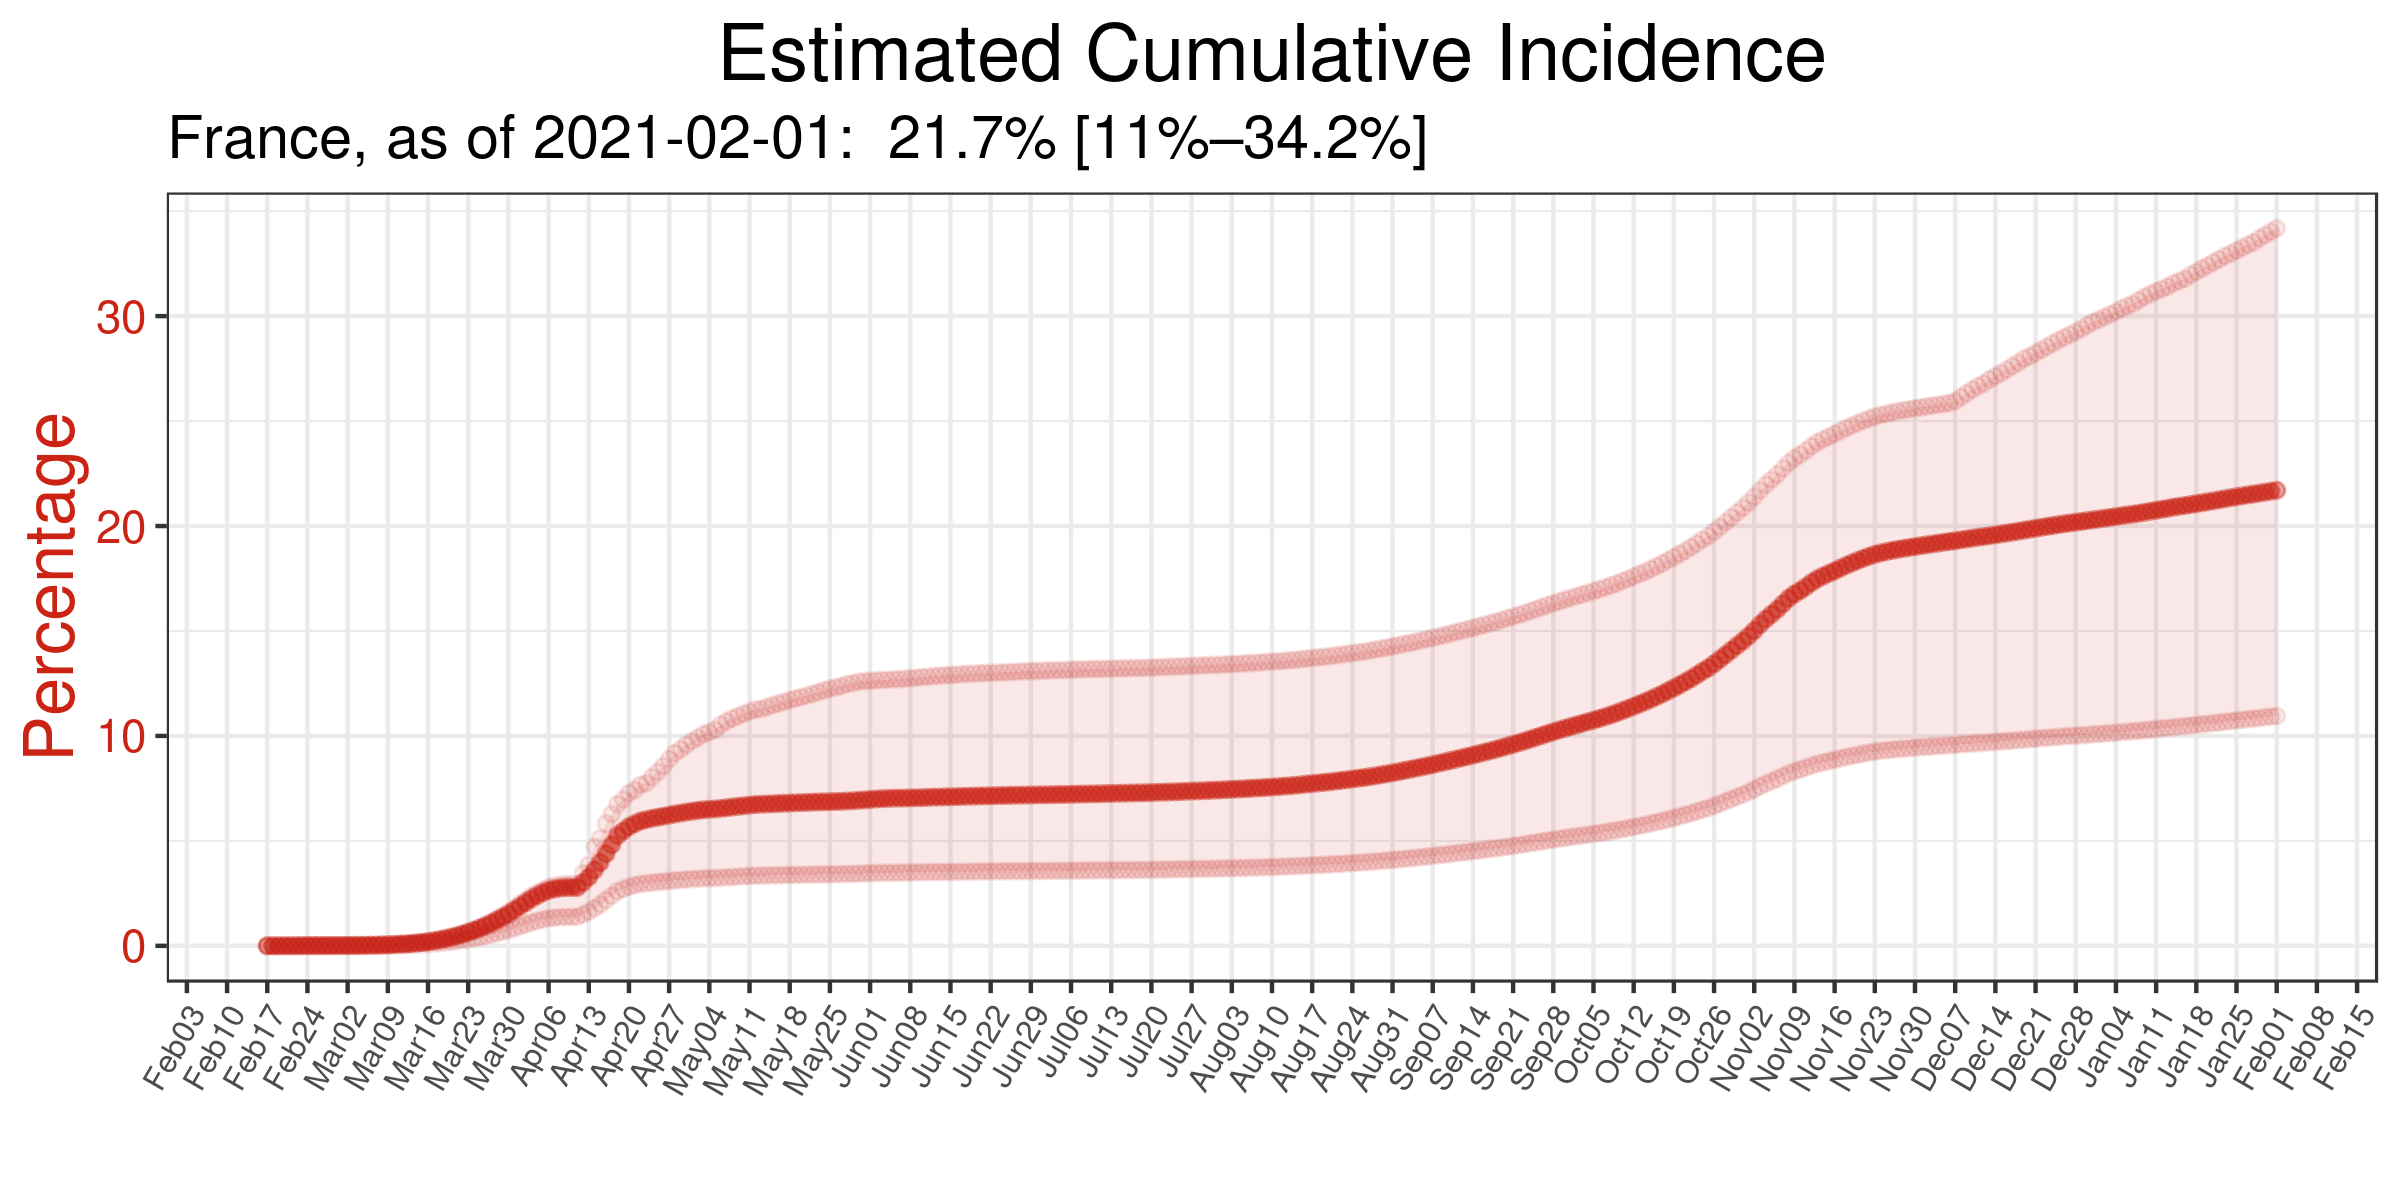 Estimated Cumulative Incidence
France, as of 2021-02-01: 21.7% [11%–34.2%]
Percentage
30
20
10
0
Feb03 Feb10 Feb17 Feb24 Mar02 Mar09 Mar16 Mar23 Mar30 Apr06 Apr13 Apr20 Apr27 May04 May11 May18 May25 Jun01 Jun08 Jun15 Jun22 Jun29 Jul06 Jul13 Jul20 Jul27 Aug03 Aug10 Aug17 Aug24 Aug31 Sep07 Sep14 Sep21 Sep28 Oct05 Oct12 Oct19 Oct26 Nov02 Nov09 Nov16 Nov23 Nov30 Dec07 Dec14 Dec21 Dec28 Jan04 Jan11 Jan18 Jan25 Feb01 Feb08 Feb15